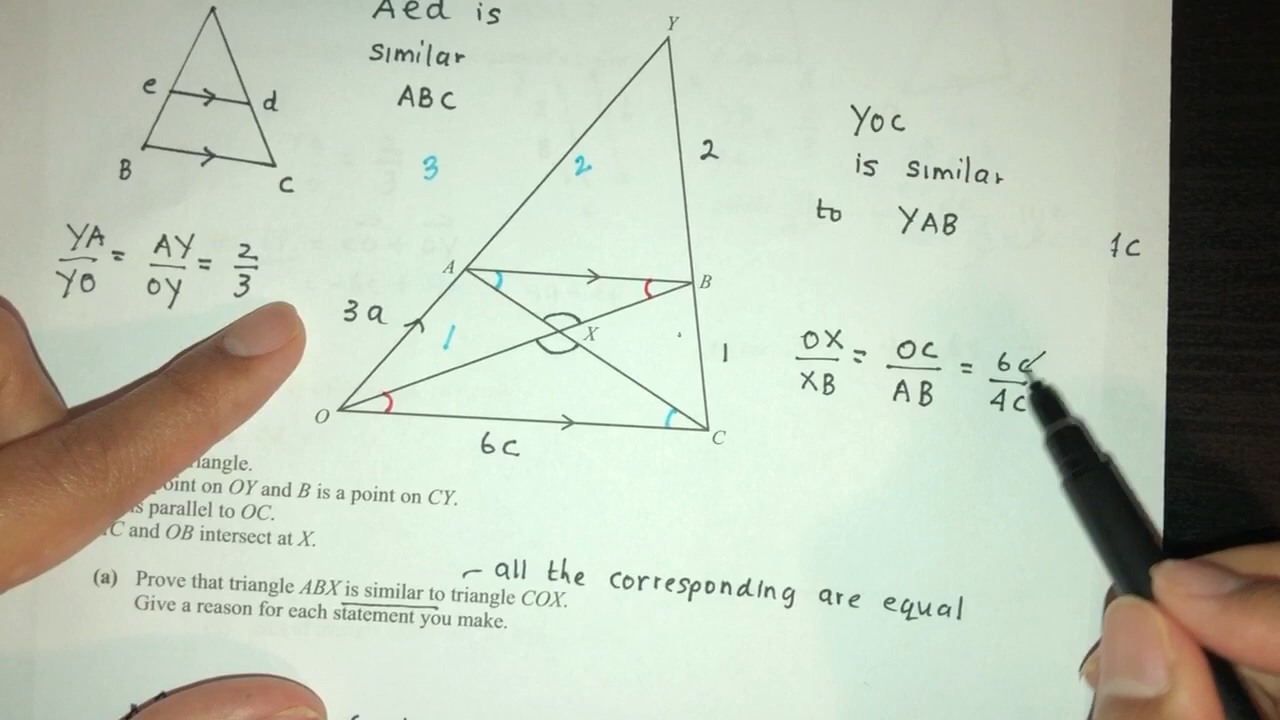 Aed is
similar
ABC
e
d
B
C
3
YA/YO = AY/OY = 2/3
Y
2
2
A
B
3a
1
X
1
O
C
6c
YOC
is similar
to YAB
1c
OX/XB = OC/AB = 6c/4c
iangle.
oint on OY and B is a point on CY.
s parallel to OC.
C and OB intersect at X.
(a) Prove that triangle ABX is similar to triangle COX.
Give a reason for each statement you make.
- all the corresponding are equal